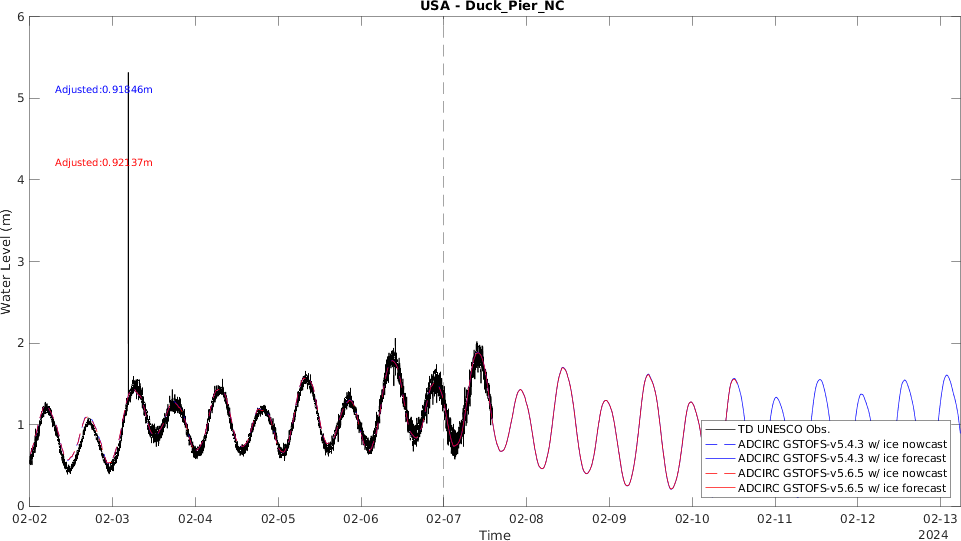 USA - Duck_Pier_NC
6
5
4
3
2
1
0
Adjusted:0.91846m
Adjusted:0.92137m
Water Level (m)
TD UNESCO Obs.
ADCIRC GSTOFS-v5.4.3 w/ ice nowcast
ADCIRC GSTOFS-v5.4.3 w/ ice forecast
ADCIRC GSTOFS-v5.6.5 w/ ice nowcast
ADCIRC GSTOFS-v5.6.5 w/ ice forecast
02-02 02-03 02-04 02-05 02-06 02-07 02-08 02-09 02-10 02-11 02-12 02-13
Time
2024